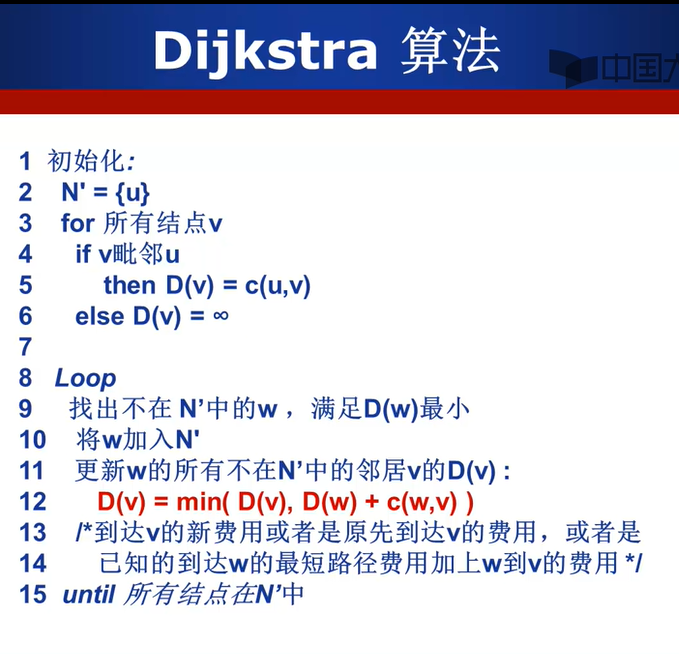 Dijkstra 算法
中国大
1 初始化:
2 N' = {u}
3 for 所有结点v
4 if v毗邻u
5 then D(v) = c(u,v)
6 else D(v) = ∞
7
8 Loop
9 找出不在 N’中的w ，满足D(w)最小
10 将w加入N'
11 更新w的所有不在N’中的邻居v的D(v) :
12 D(v) = min( D(v), D(w) + c(w,v) )
13 /*到达v的新费用或者是原先到达v的费用，或者是
14 已知的到达w的最短路径费用加上w到v的费用 */
15 until 所有结点在N’中